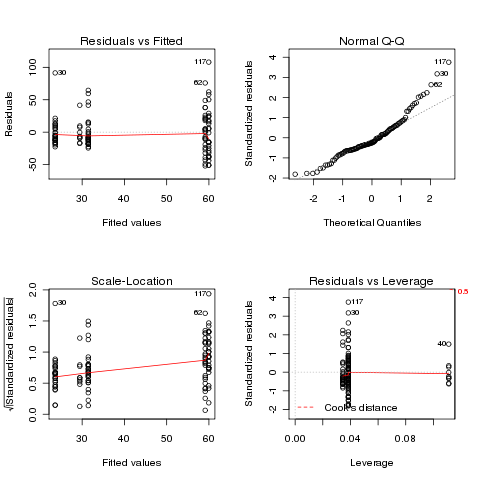 Residuals vs Fitted
Residuals
100
50
0
-50
117
30
62
30 40 50 60
Fitted values
Normal Q-Q
Standardized residuals
4
3
2
1
0
-1
-2
117
30
62
-2 -1 0 1 2
Theoretical Quantiles
Scale-Location
√|Standardized residuals|
2.0
1.5
1.0
0.5
0.0
117
30
62
30 40 50 60
Fitted values
Residuals vs Leverage
Standardized residuals
4
3
2
1
0
-1
-2
0.5
117
30
40
Cook's distance
0.00 0.04 0.08
Leverage